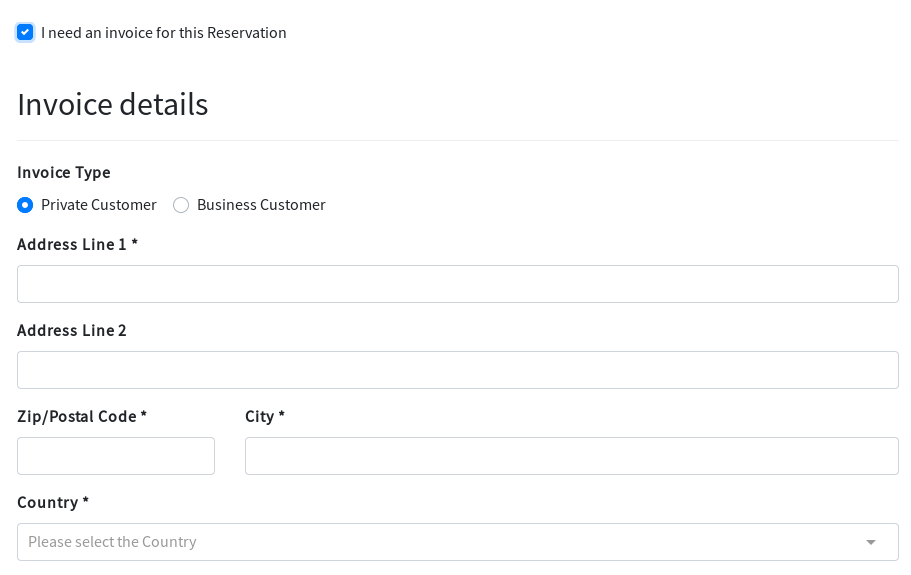 I need an invoice for this Reservation
Invoice details
Invoice Type
Private Customer Business Customer
Address Line 1 *
Address Line 2
Zip/Postal Code * City *
Country *
Please select the Country